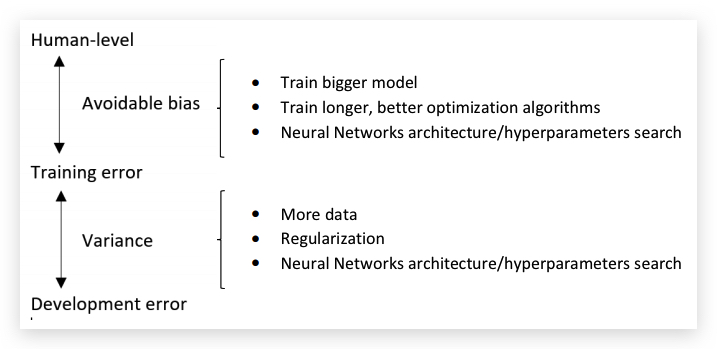 Human-level
Avoidable bias
• Train bigger model
• Train longer, better optimization algorithms
• Neural Networks architecture/hyperparameters search
Training error
Variance
• More data
• Regularization
• Neural Networks architecture/hyperparameters search
Development error